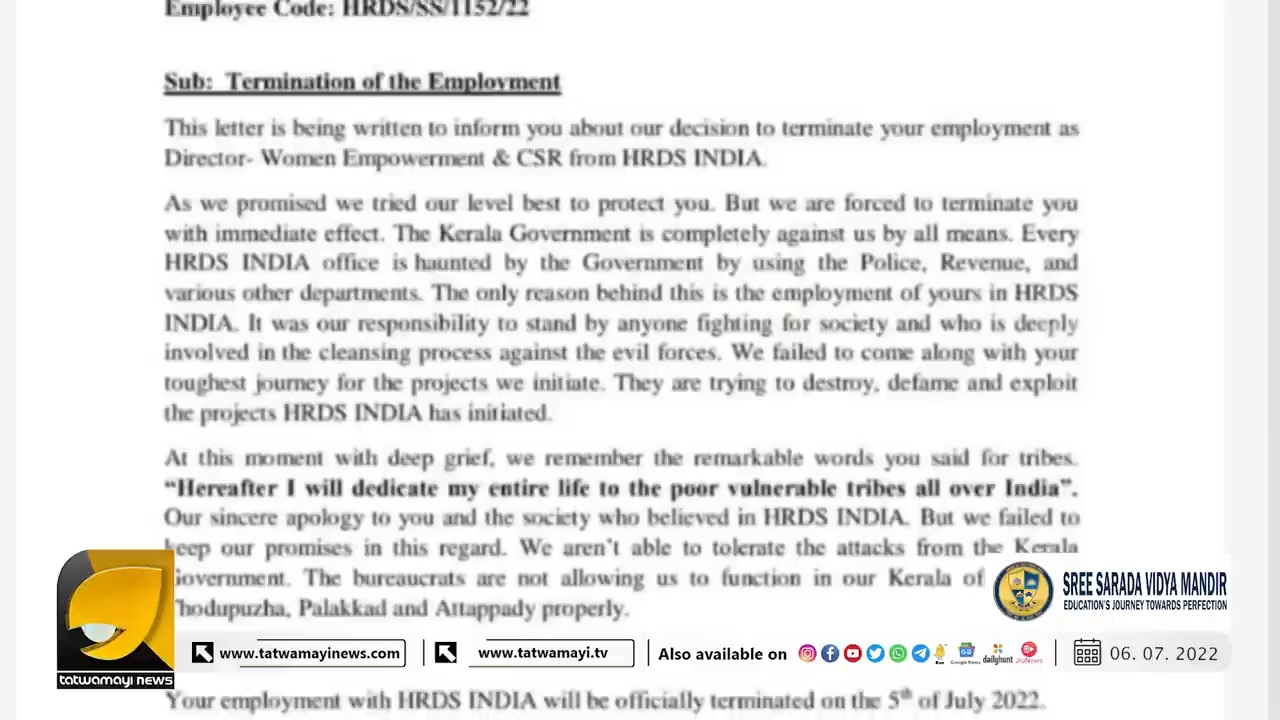 Employee Code: HRDS/SS/1152/22
Sub: Termination of the Employment
This letter is being written to inform you about our decision to terminate your employment as
Director- Women Empowerment & CSR from HRDS INDIA.
As we promised we tried our level best to protect you. But we are forced to terminate you
with immediate effect. The Kerala Government is completely against us by all means. Every
HRDS INDIA office is haunted by the Government by using the Police, Revenue, and
various other departments. The only reason behind this is the employment of yours in HRDS
INDIA. It was our responsibility to stand by anyone fighting for society and who is deeply
involved in the cleansing process against the evil forces. We failed to come along with your
toughest journey for the projects we initiate. They are trying to destroy, defame and exploit
the projects HRDS INDIA has initiated.
At this moment with deep grief, we remember the remarkable words you said for tribes.
“Hereafter I will dedicate my entire life to the poor vulnerable tribes all over India”.
Our sincere apology to you and the society who believed in HRDS INDIA. But we failed to
keep our promises in this regard. We aren’t able to tolerate the attacks from the Kerala
Government. The bureaucrats are not allowing us to function in our Kerala of
Thodupuzha, Palakkad and Attappady properly.
Your employment with HRDS INDIA will be officially terminated on the 5th of July 2022.
SREE SARADA VIDYA MANDIR
EDUCATION'S JOURNEY TOWARDS PERFECTION
tatwamayi news
www.tatwamayinews.com
www.tatwamayi.tv
Also available on
Koo
Google News
dailyhunt
JioNews
06. 07. 2022